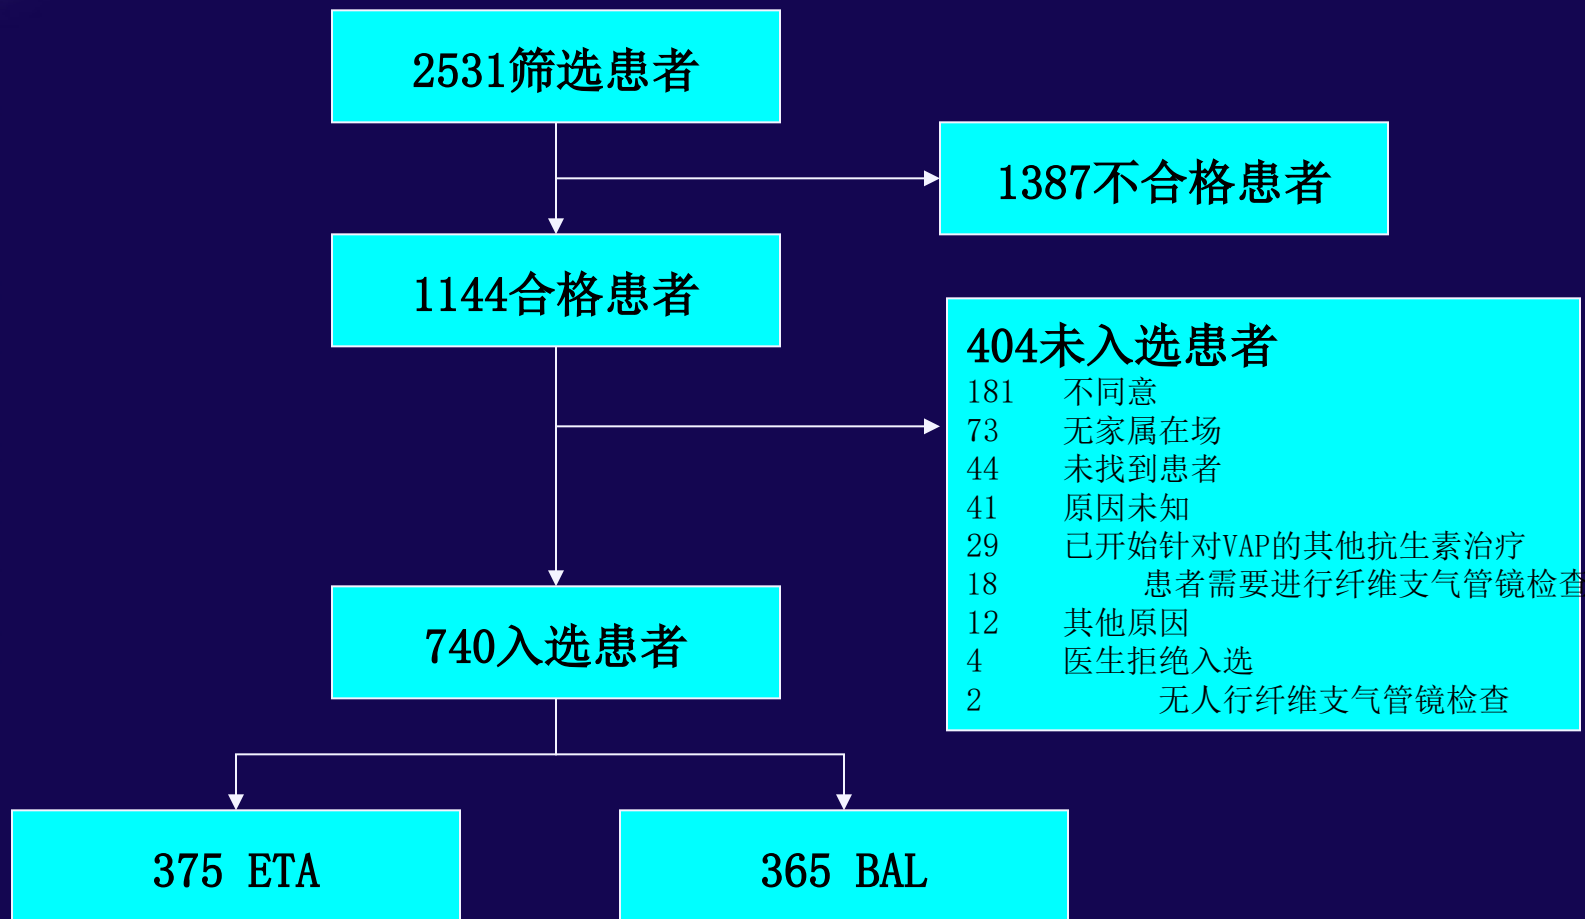 2531筛选患者
1387不合格患者
1144合格患者
404未入选患者
181 不同意
73 无家属在场
44 未找到患者
41 原因未知
29 已开始针对VAP的其他抗生素治疗
18 患者需要进行纤维支气管镜检查
12 其他原因
4 医生拒绝入选
2 无人行纤维支气管镜检查
740入选患者
375 ETA
365 BAL